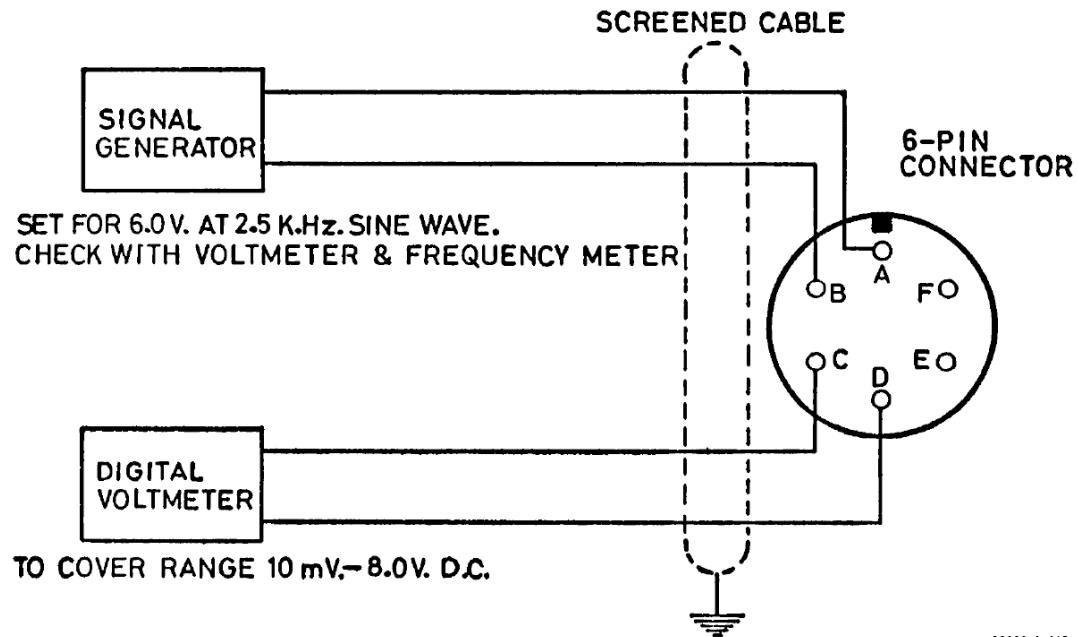 SCREENED CABLE
SIGNAL
GENERATOR
6-PIN
CONNECTOR
SET FOR 6.0 V. AT 2.5 K.Hz. SINE WAVE.
CHECK WITH VOLTMETER & FREQUENCY METER
A
B
F
C
D
E
DIGITAL
VOLTMETER
TO COVER RANGE 10 mV.-8.0V. D.C.